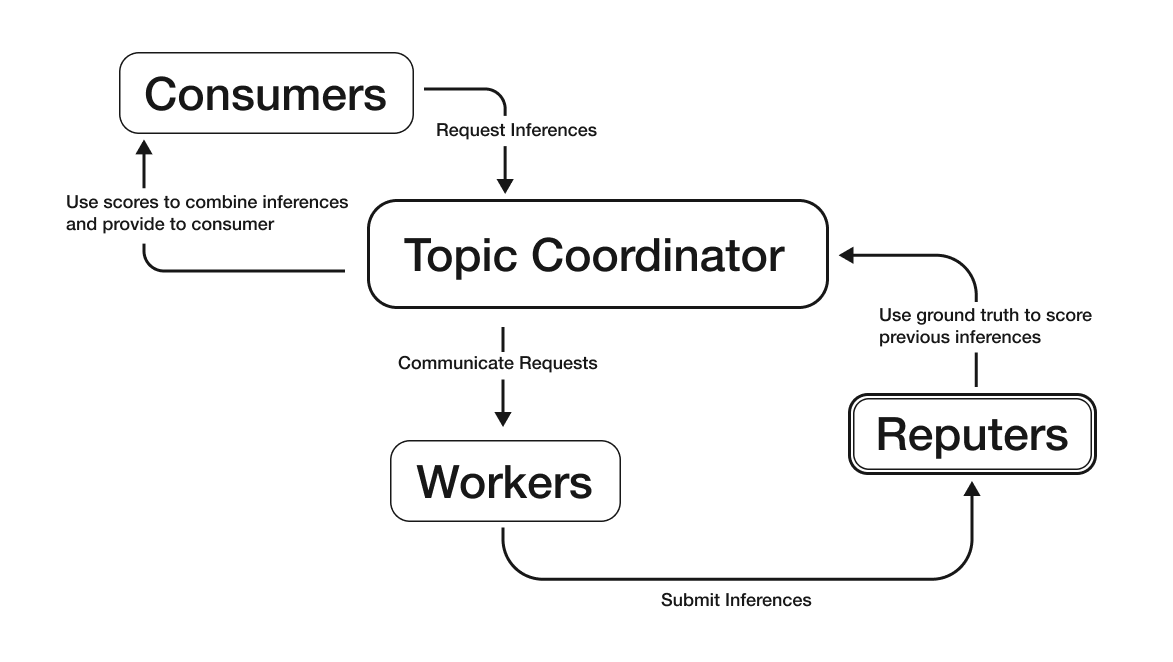 Consumers
Request Inferences
Use scores to combine inferences
and provide to consumer
Topic Coordinator
Use ground truth to score
previous inferences
Communicate Requests
Reputers
Workers
Submit Inferences